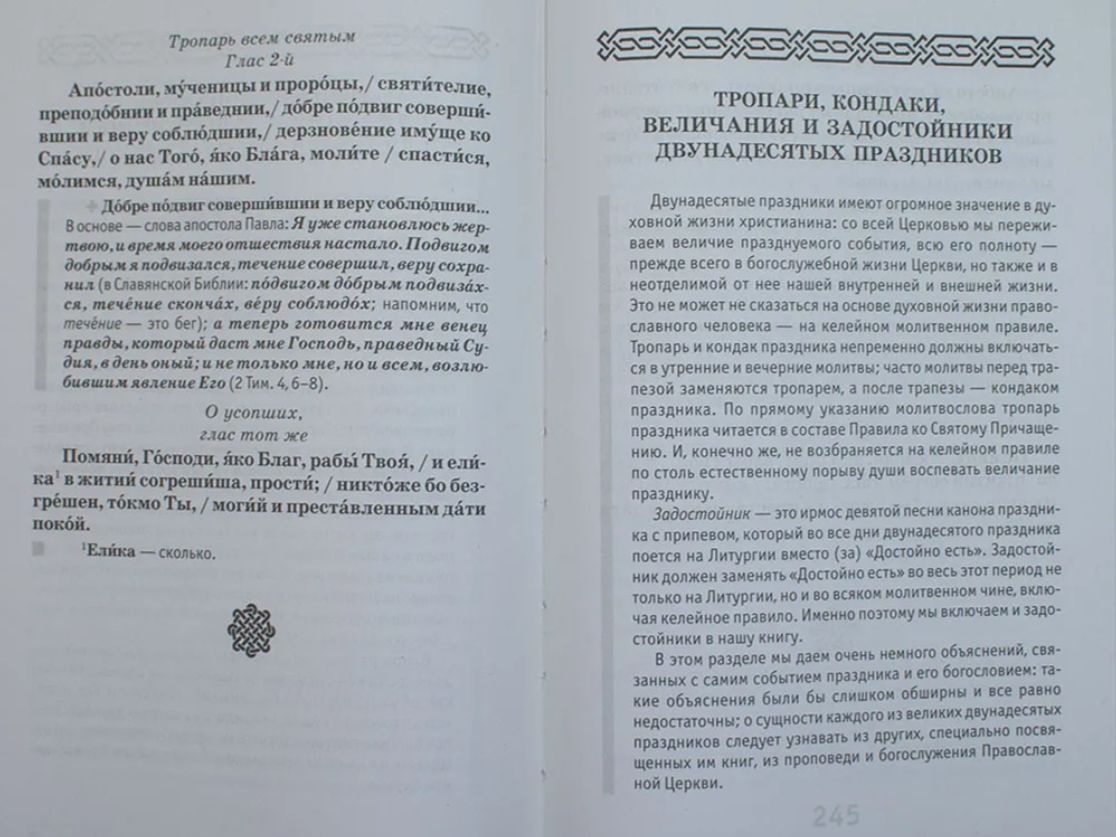 Тропарь всем святым
Глас 2-й
Апо́столи, му́ченицы и проро́цы,/ святи́телие,
преподо́бнии и пра́веднии,/ до́бре по́двиг соверши́-
вшии и веру соблю́дшии,/ дерзнове́ние иму́ще ко
Спа́су,/ о нас Того́, я́ко Бла́га, моли́те / спасти́ся,
мо́лимся, душа́м на́шим.
До́бре по́двиг соверши́вшии и веру соблю́дшии...
В основе — слова апостола Павла: Я уже становлюсь жер-
твою, и время моего отшествия настало. Подвигом
добрым я подвизался, течение совершил, веру сохра-
нил (в Славянской Библии: по́двигом до́брым подвиза́х-
ся, тече́ние сконча́х, ве́ру соблюдо́х; напомним, что
тече́ние — это бег); а теперь готовится мне венец
правды, который даст мне Господь, праведный Су-
дия, в день оный; и не только мне, но и всем, возлю-
бившим явление Его (2 Тим. 4, 6–8).
О усопших,
глас тот же
Помяни́, Го́споди, я́ко Благ, рабы́ Твоя́, / и ели́-
ка¹ в житии́ согреши́ша, прости́; / никто́же бо без-
гре́шен, то́кмо Ты, / моги́й и преста́вленным да́ти
поко́й.
¹Ели́ка — сколько.
ТРОПАРИ, КОНДАКИ,
ВЕЛИЧАНИЯ И ЗАДОСТОЙНИКИ
ДВУНАДЕСЯТЫХ ПРАЗДНИКОВ
Двунадесятые праздники имеют огромное значение в ду-
ховной жизни христианина: со всей Церковью мы пережи-
ваем величие празднуемого события, всю его полноту —
прежде всего в богослужебной жизни Церкви, но также и в
неотделимой от нее нашей внутренней и внешней жизни.
Это не может не сказаться на основе духовной жизни право-
славного человека — на келейном молитвенном правиле.
Тропарь и кондак праздника непременно должны включать-
ся в утренние и вечерние молитвы; часто молитвы перед тра-
пезой заменяются тропарем, а после трапезы — кондаком
праздника. По прямому указанию молитвослова тропарь
праздника читается в составе Правила ко Святому Причаще-
нию. И, конечно же, не возбраняется на келейном правиле
по столь естественному порыву души воспевать величание
празднику.
Задостойник — это ирмос девятой песни канона праздни-
ка с припевом, который во все дни двунадесятого праздника
поется на Литургии вместо (за) «Достойно есть». Задостой-
ник должен заменять «Достойно есть» во весь этот период не
только на Литургии, но и во всяком молитвенном чине, вклю-
чая келейное правило. Именно поэтому мы включаем и задо-
стойники в нашу книгу.
В этом разделе мы даем очень немного объяснений, свя-
занных с самим событием праздника и его богословием: та-
кие объяснения были бы слишком обширны и все равно
недостаточны; о сущности каждого из великих двунадесятых
праздников следует узнавать из других, специально посвя-
щенных им книг, из проповеди и богослужения Православ-
ной Церкви.
245